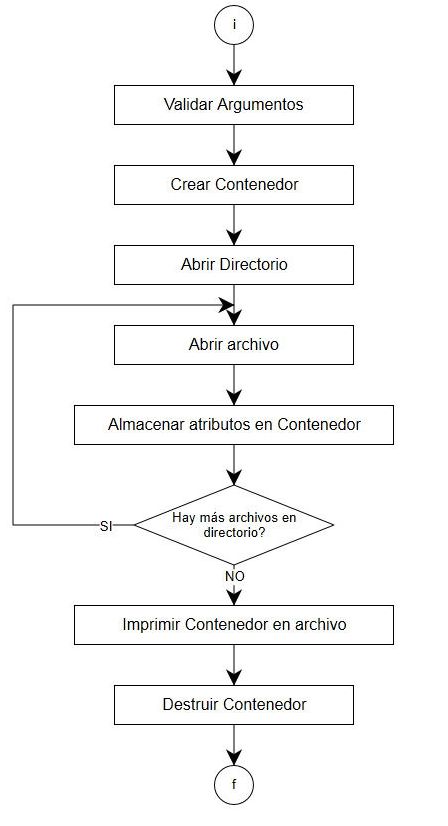 i
Validar Argumentos
Crear Contenedor
Abrir Directorio
Abrir archivo
Almacenar atributos en Contenedor
Hay más archivos en
directorio?
SI
NO
Imprimir Contenedor en archivo
Destruir Contenedor
f